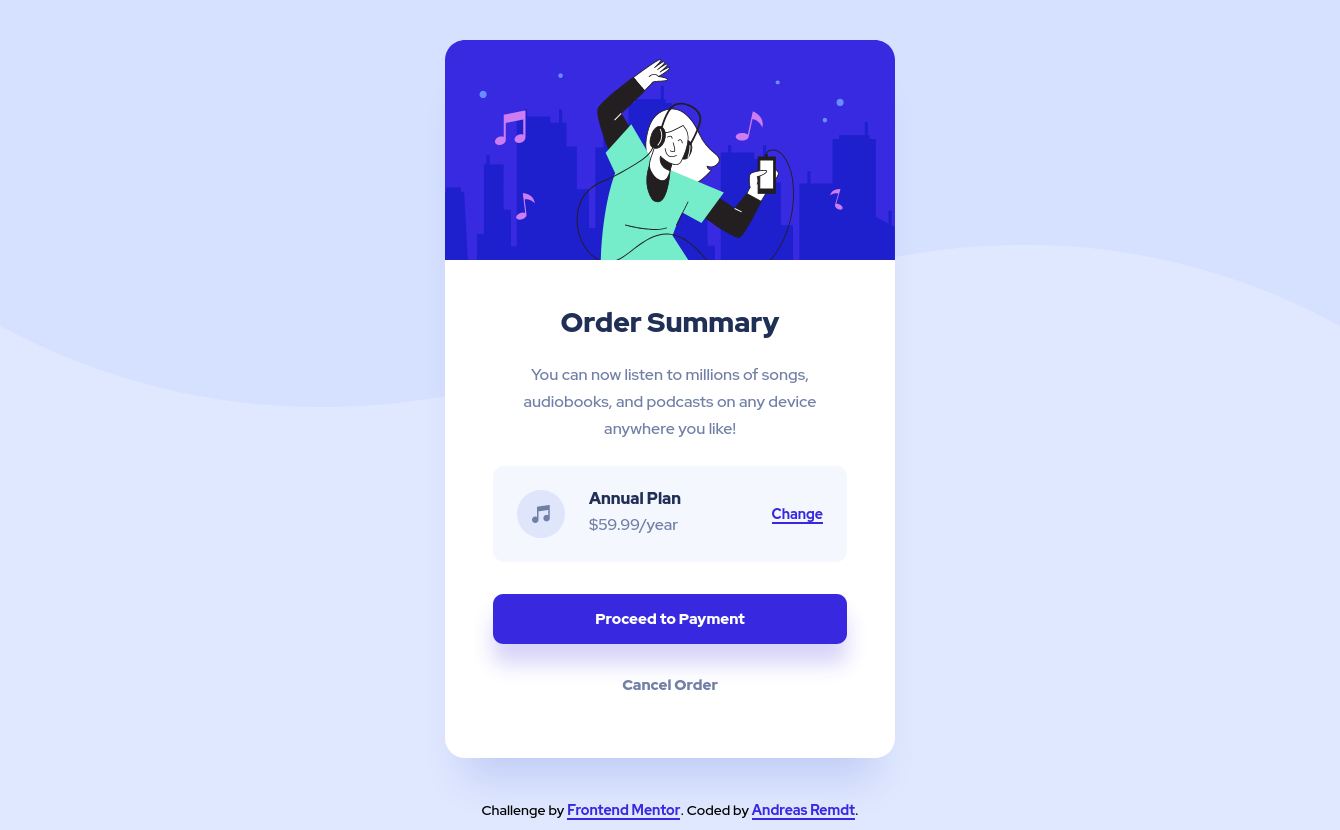 Order Summary
You can now listen to millions of songs,
audiobooks, and podcasts on any device
anywhere you like!
Annual Plan
$59.99/year
Change
Proceed to Payment
Cancel Order
Challenge by Frontend Mentor. Coded by Andreas Remdt.